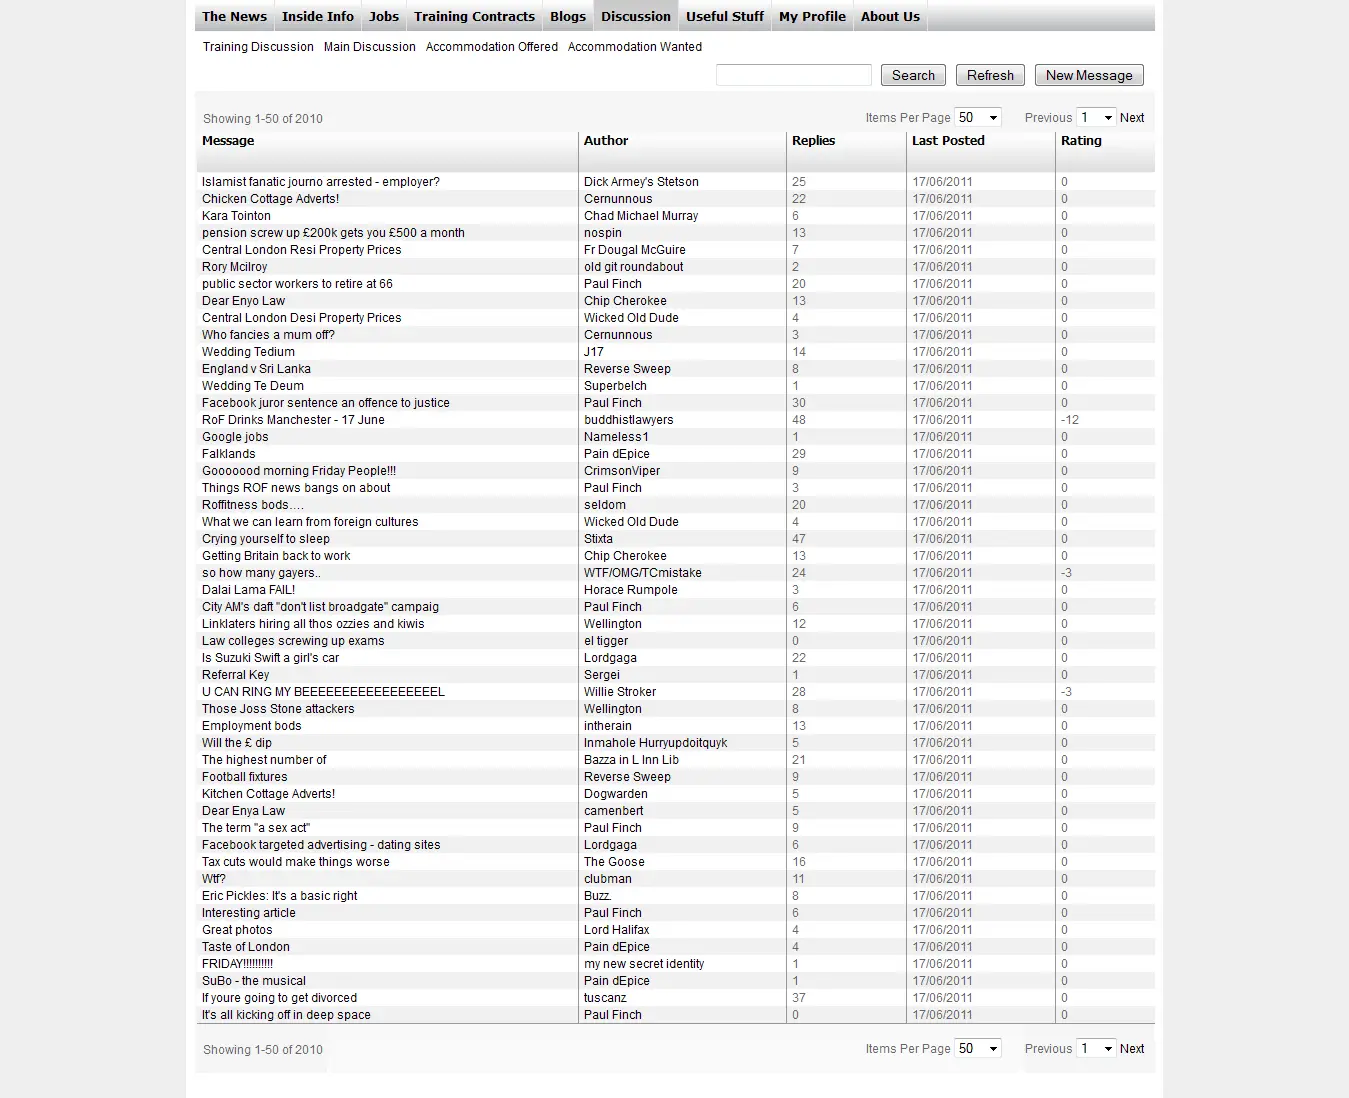 The News Inside Info Jobs Training Contracts Blogs Discussion Useful Stuff My Profile About Us
Training Discussion Main Discussion Accommodation Offered Accommodation Wanted
Search Refresh New Message
Showing 1-50 of 2010 Items Per Page 50 Previous 1 Next
Message Author Replies Last Posted Rating
Islamist fanatic journo arrested - employer? Dick Armey's Stetson 25 17/06/2011 0
Chicken Cottage Adverts! Cernunnous 22 17/06/2011 0
Kara Tointon Chad Michael Murray 6 17/06/2011 0
pension screw up £200k gets you £500 a month nospin 13 17/06/2011 0
Central London Resi Property Prices Fr Dougal McGuire 7 17/06/2011 0
Rory Mcilroy old git roundabout 2 17/06/2011 0
public sector workers to retire at 66 Paul Finch 20 17/06/2011 0
Dear Enyo Law Chip Cherokee 13 17/06/2011 0
Central London Desi Property Prices Wicked Old Dude 4 17/06/2011 0
Who fancies a mum off? Cernunnous 3 17/06/2011 0
Wedding Tedium J17 14 17/06/2011 0
England v Sri Lanka Reverse Sweep 8 17/06/2011 0
Wedding Te Deum Superbelch 1 17/06/2011 0
Facebook juror sentence an offence to justice Paul Finch 30 17/06/2011 0
RoF Drinks Manchester - 17 June buddhistlawyers 48 17/06/2011 -12
Google jobs Nameless1 1 17/06/2011 0
Falklands Pain dEpice 29 17/06/2011 0
Gooooood morning Friday People!!! CrimsonViper 9 17/06/2011 0
Things ROF news bangs on about Paul Finch 3 17/06/2011 0
Roffitness bods.... seldom 20 17/06/2011 0
What we can learn from foreign cultures Wicked Old Dude 4 17/06/2011 0
Crying yourself to sleep Stixta 47 17/06/2011 0
Getting Britain back to work Chip Cherokee 13 17/06/2011 0
so how many gayers.. WTF/OMG/TCmistake 24 17/06/2011 -3
Dalai Lama FAIL! Horace Rumpole 3 17/06/2011 0
City AM's daft "don't list broadgate" campaig Paul Finch 6 17/06/2011 0
Linklaters hiring all thos ozzies and kiwis Wellington 12 17/06/2011 0
Law colleges screwing up exams el tigger 0 17/06/2011 0
Is Suzuki Swift a girl's car Lordgaga 22 17/06/2011 0
Referral Key Sergei 1 17/06/2011 0
U CAN RING MY BEEEEEEEEEEEEEEEEEEL Willie Stroker 28 17/06/2011 -3
Those Joss Stone attackers Wellington 8 17/06/2011 0
Employment bods intherain 13 17/06/2011 0
Will the £ dip Inmahole Hurryupdoitquyk 5 17/06/2011 0
The highest number of Bazza in L Inn Lib 21 17/06/2011 0
Football fixtures Reverse Sweep 9 17/06/2011 0
Kitchen Cottage Adverts! Dogwarden 5 17/06/2011 0
Dear Enya Law camenbert 5 17/06/2011 0
The term "a sex act" Paul Finch 9 17/06/2011 0
Facebook targeted advertising - dating sites Lordgaga 6 17/06/2011 0
Tax cuts would make things worse The Goose 16 17/06/2011 0
Wtf? clubman 11 17/06/2011 0
Eric Pickles: It's a basic right Buzz. 8 17/06/2011 0
Interesting article Paul Finch 6 17/06/2011 0
Great photos Lord Halifax 4 17/06/2011 0
Taste of London Pain dEpice 4 17/06/2011 0
FRIDAY!!!!!!!!!! my new secret identity 1 17/06/2011 0
SuBo - the musical Pain dEpice 1 17/06/2011 0
If youre going to get divorced tuscanz 37 17/06/2011 0
It's all kicking off in deep space Paul Finch 0 17/06/2011 0
Showing 1-50 of 2010 Items Per Page 50 Previous 1 Next